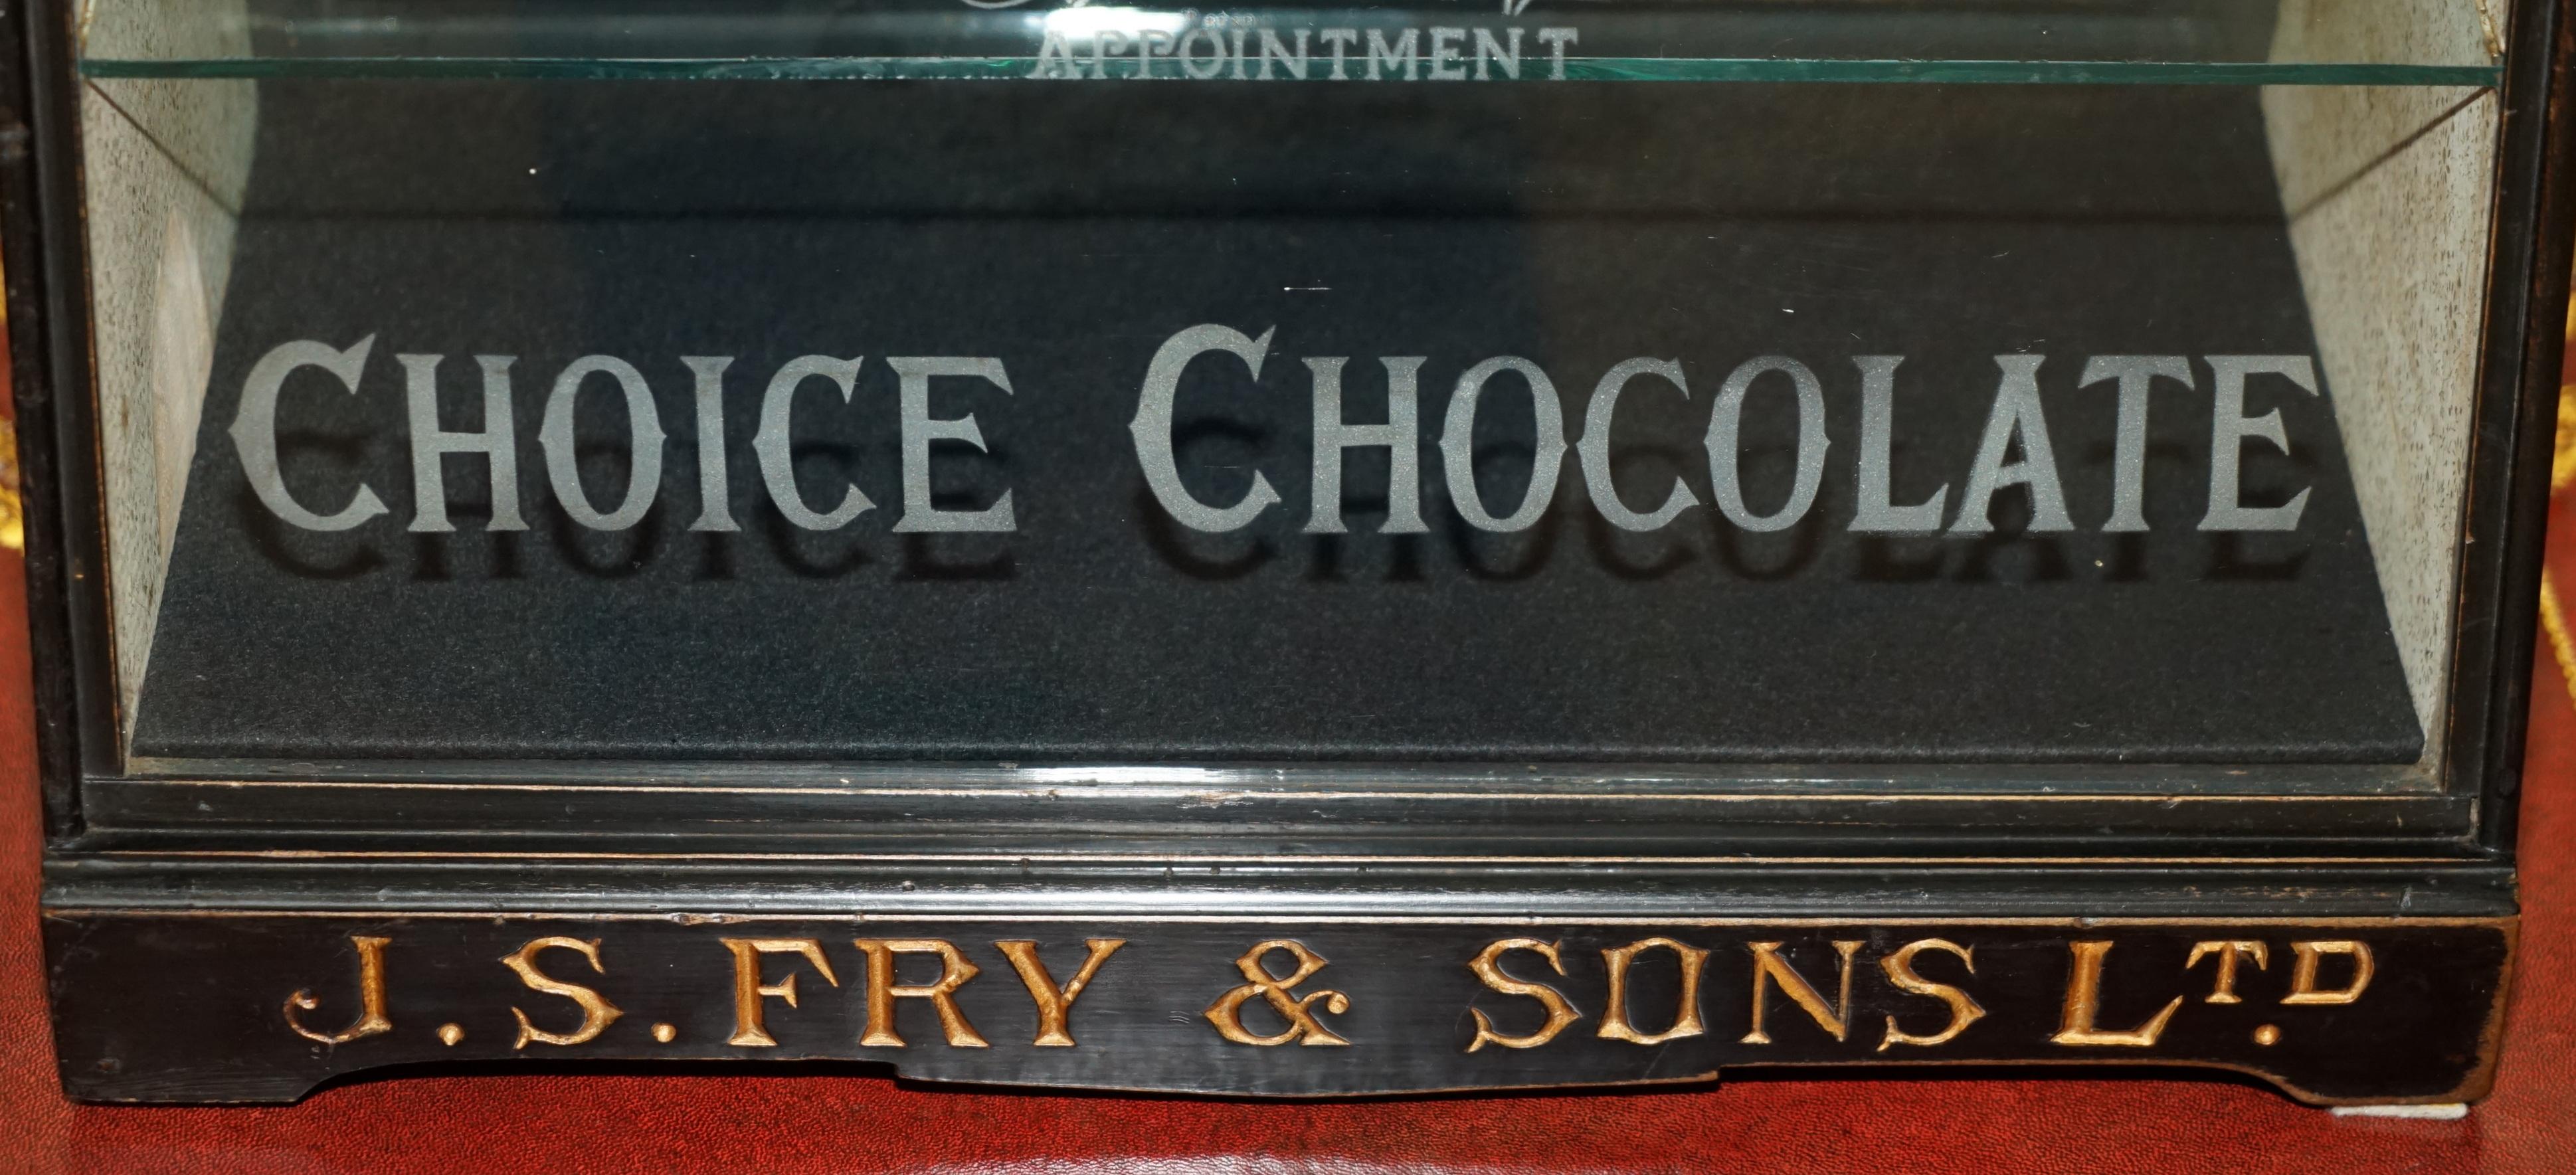 APPOINTMENT
CHOICE CHOCOLATE
J.S. FRY & SONS LTD.